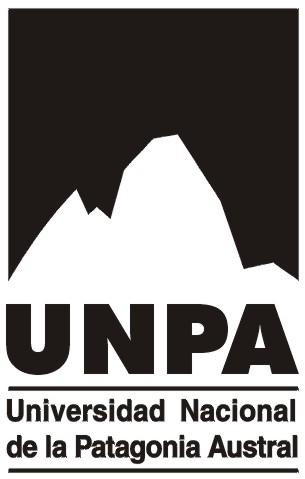 UNPA
Universidad Nacional
de la Patagonia Austral